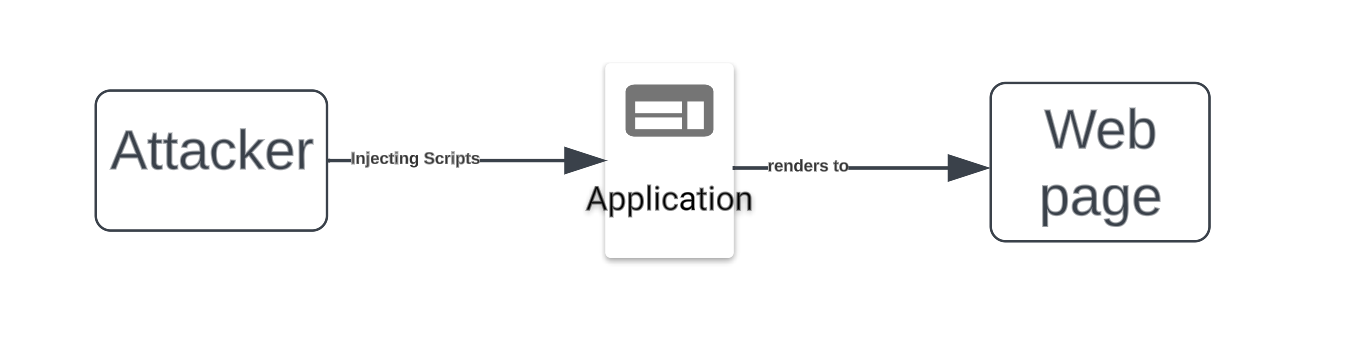 Attacker
Injecting Scripts
Application
renders to
Web
page